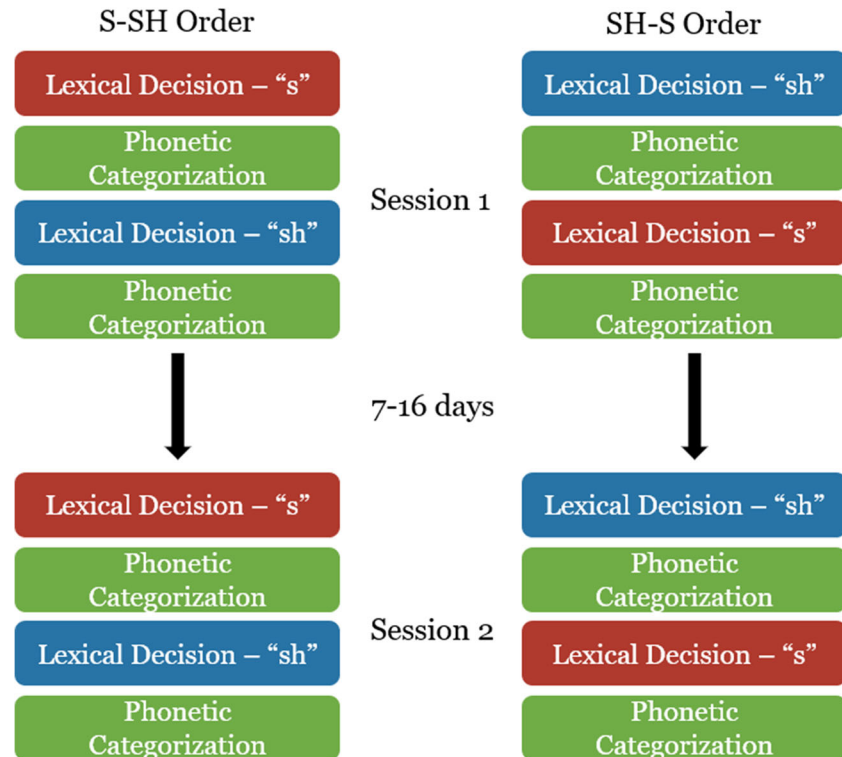 S-SH Order
Lexical Decision – “s”
Phonetic
Categorization
Lexical Decision – “sh”
Phonetic
Categorization
Lexical Decision – “s”
Phonetic
Categorization
Lexical Decision – “sh”
Phonetic
Categorization
Session 1
7-16 days
Session 2
SH-S Order
Lexical Decision – “sh”
Phonetic
Categorization
Lexical Decision – “s”
Phonetic
Categorization
Lexical Decision – “sh”
Phonetic
Categorization
Lexical Decision – “s”
Phonetic
Categorization